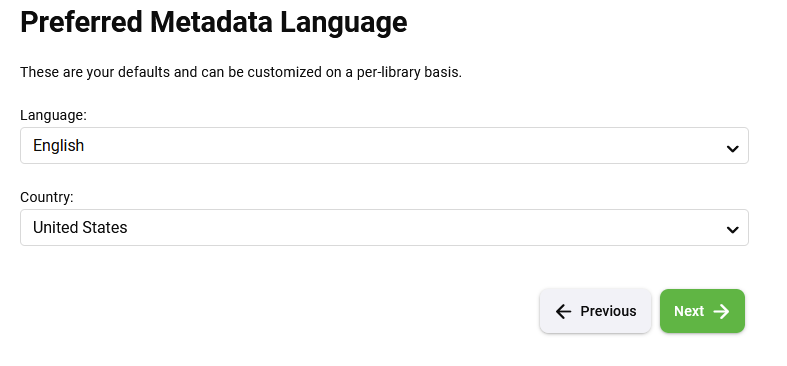 Preferred Metadata Language
These are your defaults and can be customized on a per-library basis.
Language:
English
Country:
United States
Previous
Next